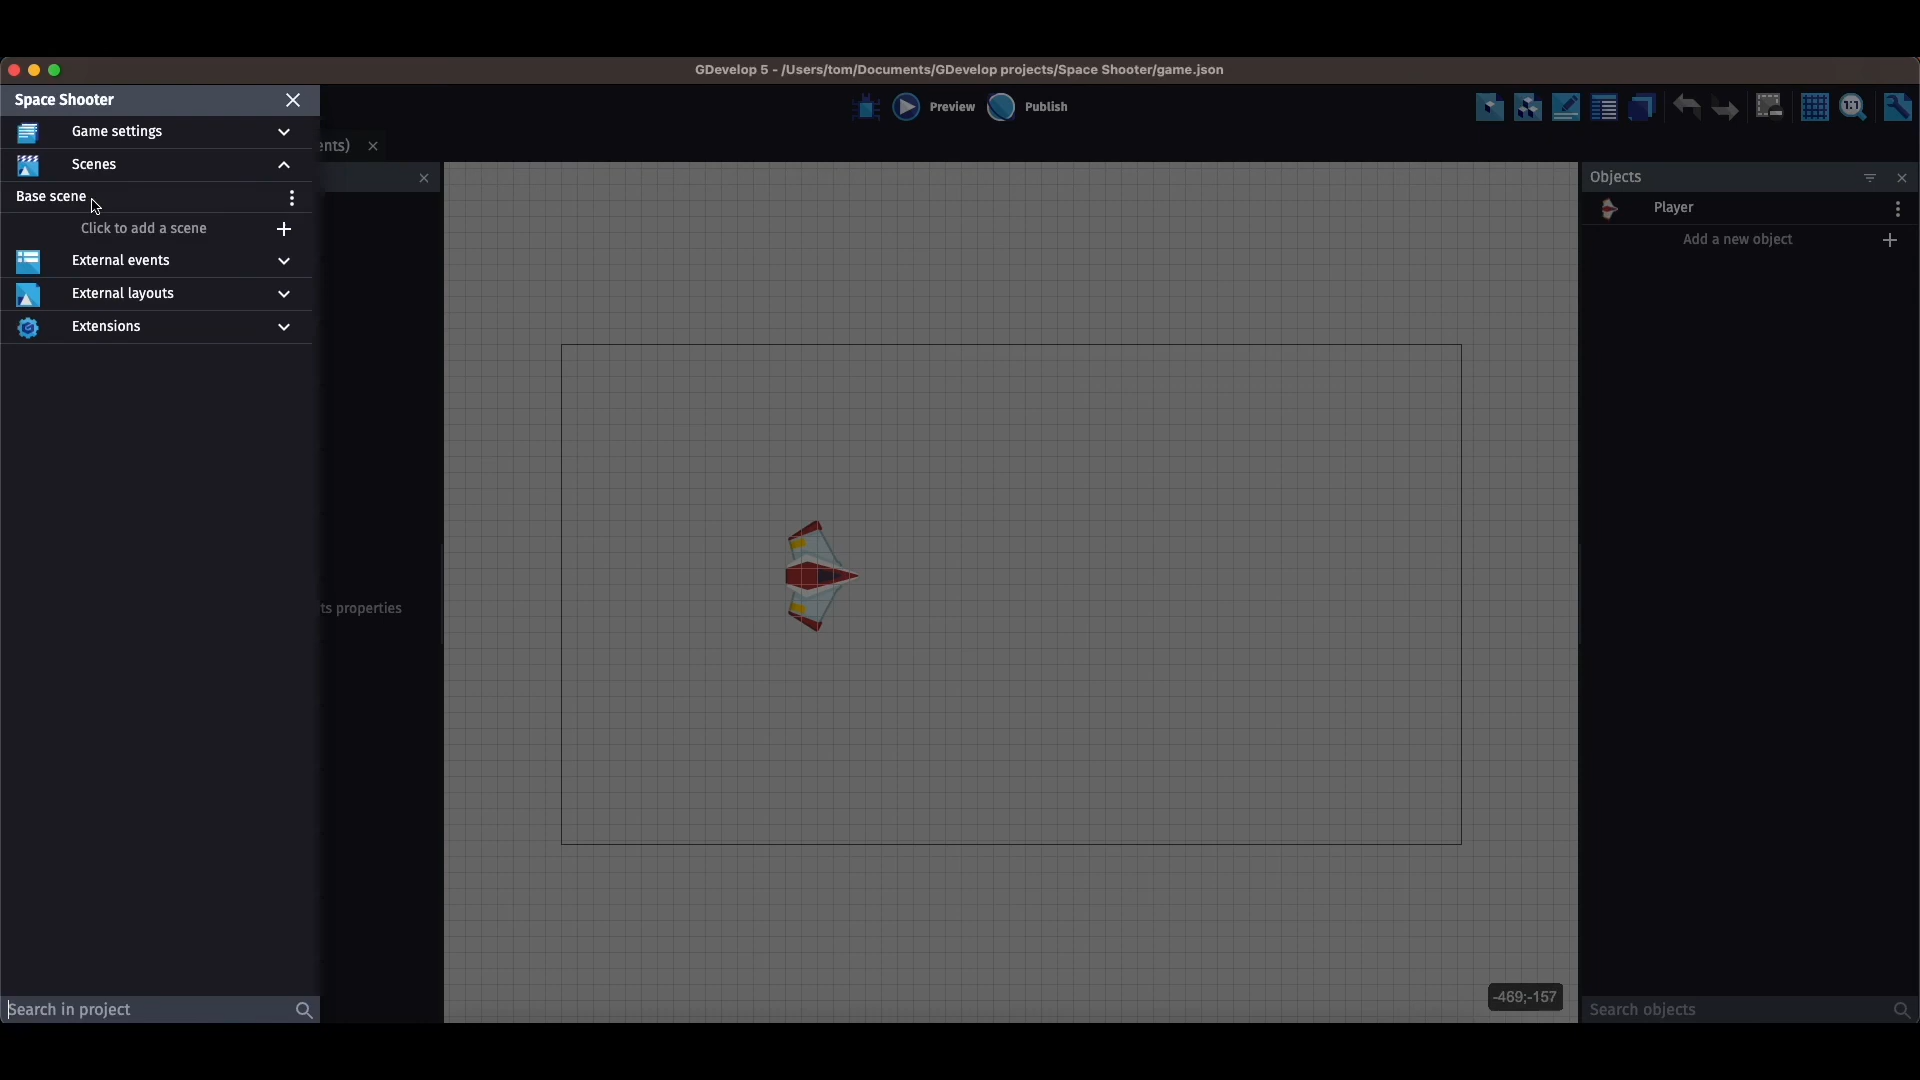 GDevelop 5 - /Users/tom/Documents/GDevelop projects/Space Shooter/game.json
Space Shooter
Preview
Publish
Game settings
ents)
Scenes
Objects
Base scene
Player
Click to add a scene
Add a new object
External events
External layouts
Extensions
ts properties
-469;-157
Search in project
Search objects
1:1